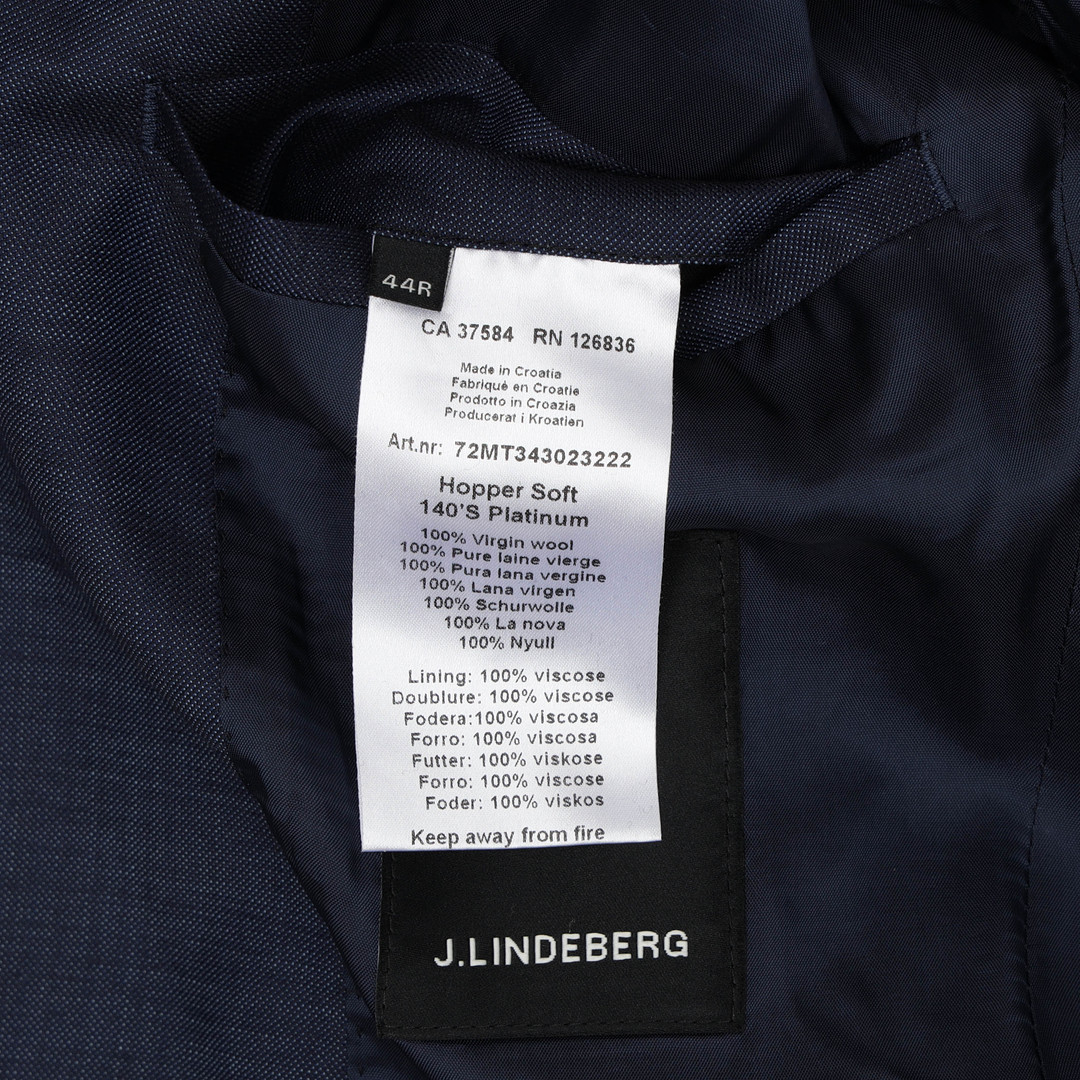 44R
CA 37584 RN 126836
Made in Croatia
Fabriqué en Croatie
Prodotto in Croazia
Producerat i Kroatien
Art.nr: 72MT343023222
Hopper Soft
140'S Platinum
100% Virgin wool
100% Pure laine vierge
100% Pura lana vergine
100% Lana virgen
100% Schurwolle
100% La nova
100% Nyull
Lining: 100% viscose
Doublure: 100% viscose
Fodera:100% viscosa
Forro: 100% viscosa
Futter: 100% viskose
Forro: 100% viscose
Foder: 100% viskos
Keep away from fire
J.LINDEBERG